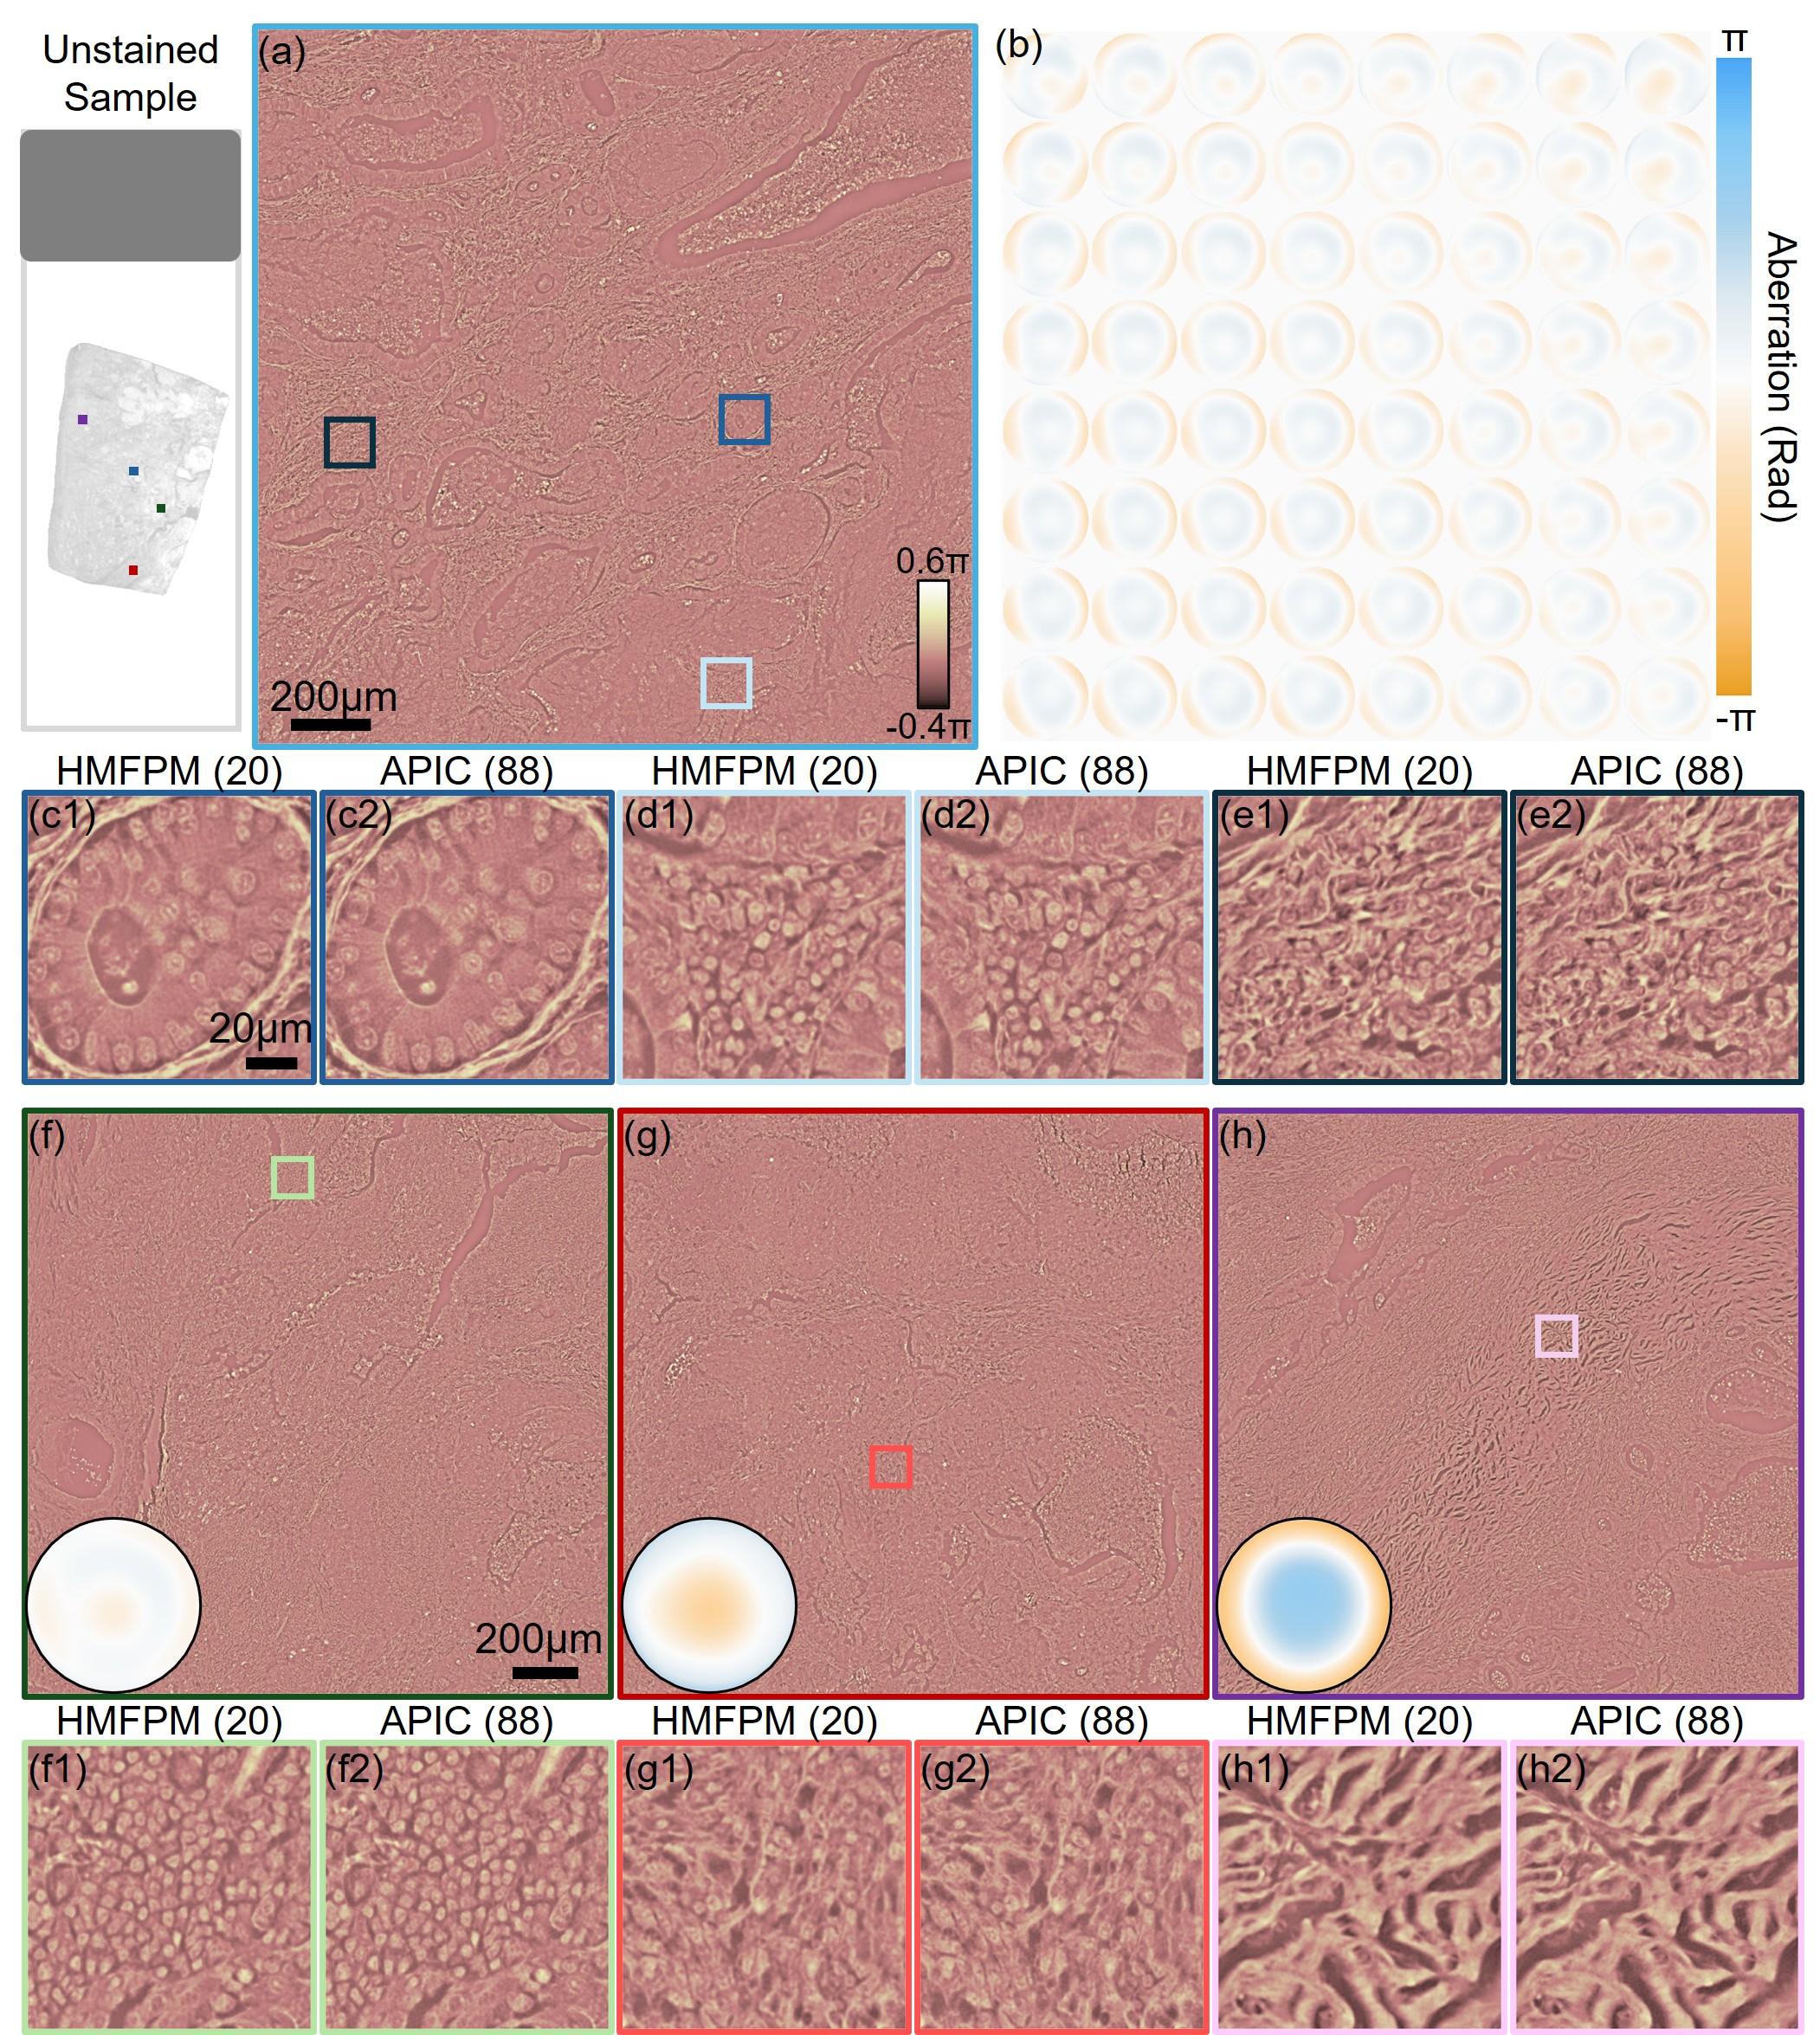 Unstained
Sample
(a)
0.6π
-0.4π
200μm
(b)
π
Aberration (Rad)
-π
HMFPM (20) APIC (88) HMFPM (20) APIC (88) HMFPM (20) APIC (88)
(c1) (c2) (d1) (d2) (e1) (e2)
20μm
(f) (g) (h)
200μm
HMFPM (20) APIC (88) HMFPM (20) APIC (88) HMFPM (20) APIC (88)
(f1) (f2) (g1) (g2) (h1) (h2)